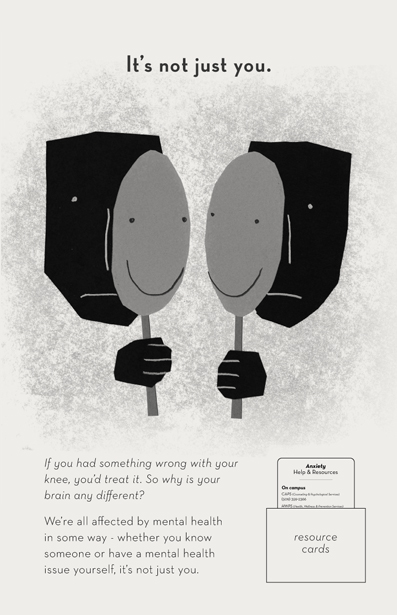 It's not just you.
If you had something wrong with your
knee, you'd treat it. So why is your
brain any different?
We're all affected by mental health
in some way - whether you know
someone or have a mental health
issue yourself, it's not just you.
Anxiety
Help & Resources
On campus
CAPS (Counseling & Psychological Services)
resource
cards